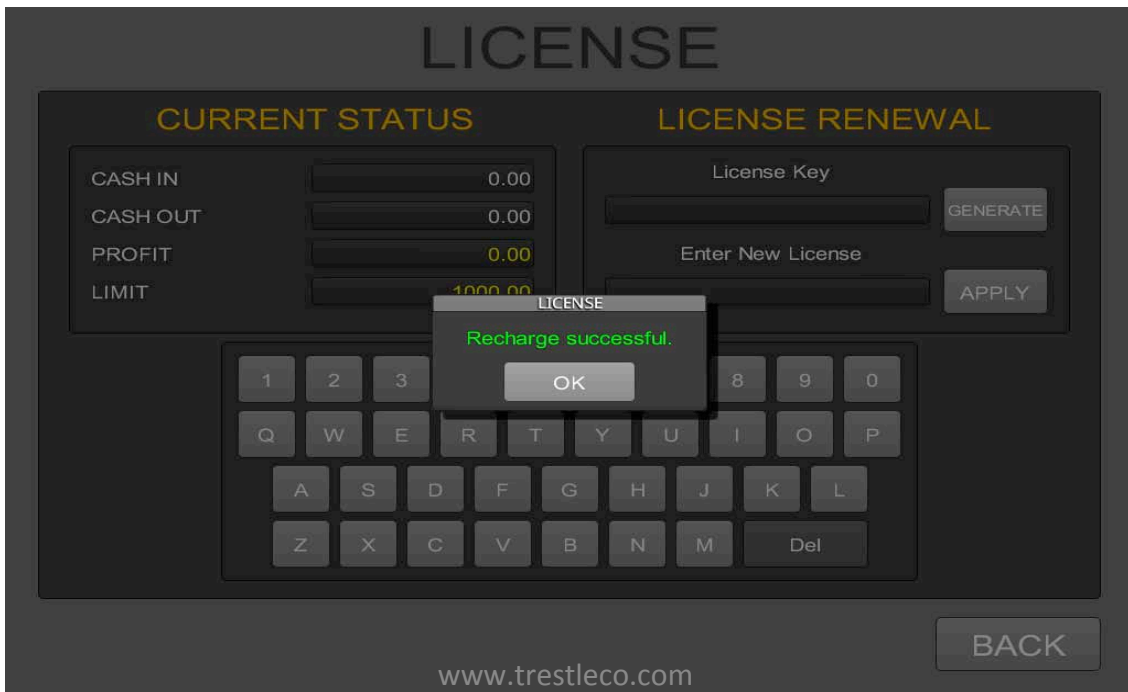 LICENSE
CURRENT STATUS
CASH IN 0.00
CASH OUT 0.00
PROFIT 0.00
LIMIT 1000.00
LICENSE RENEWAL
License Key
GENERATE
Enter New License
APPLY
LICENSE
Recharge successful.
OK
1 2 3 8 9 0
Q W E R T Y U I O P
A S D F G H J K L
Z X C V B N M Del
BACK
www.trestleco.com